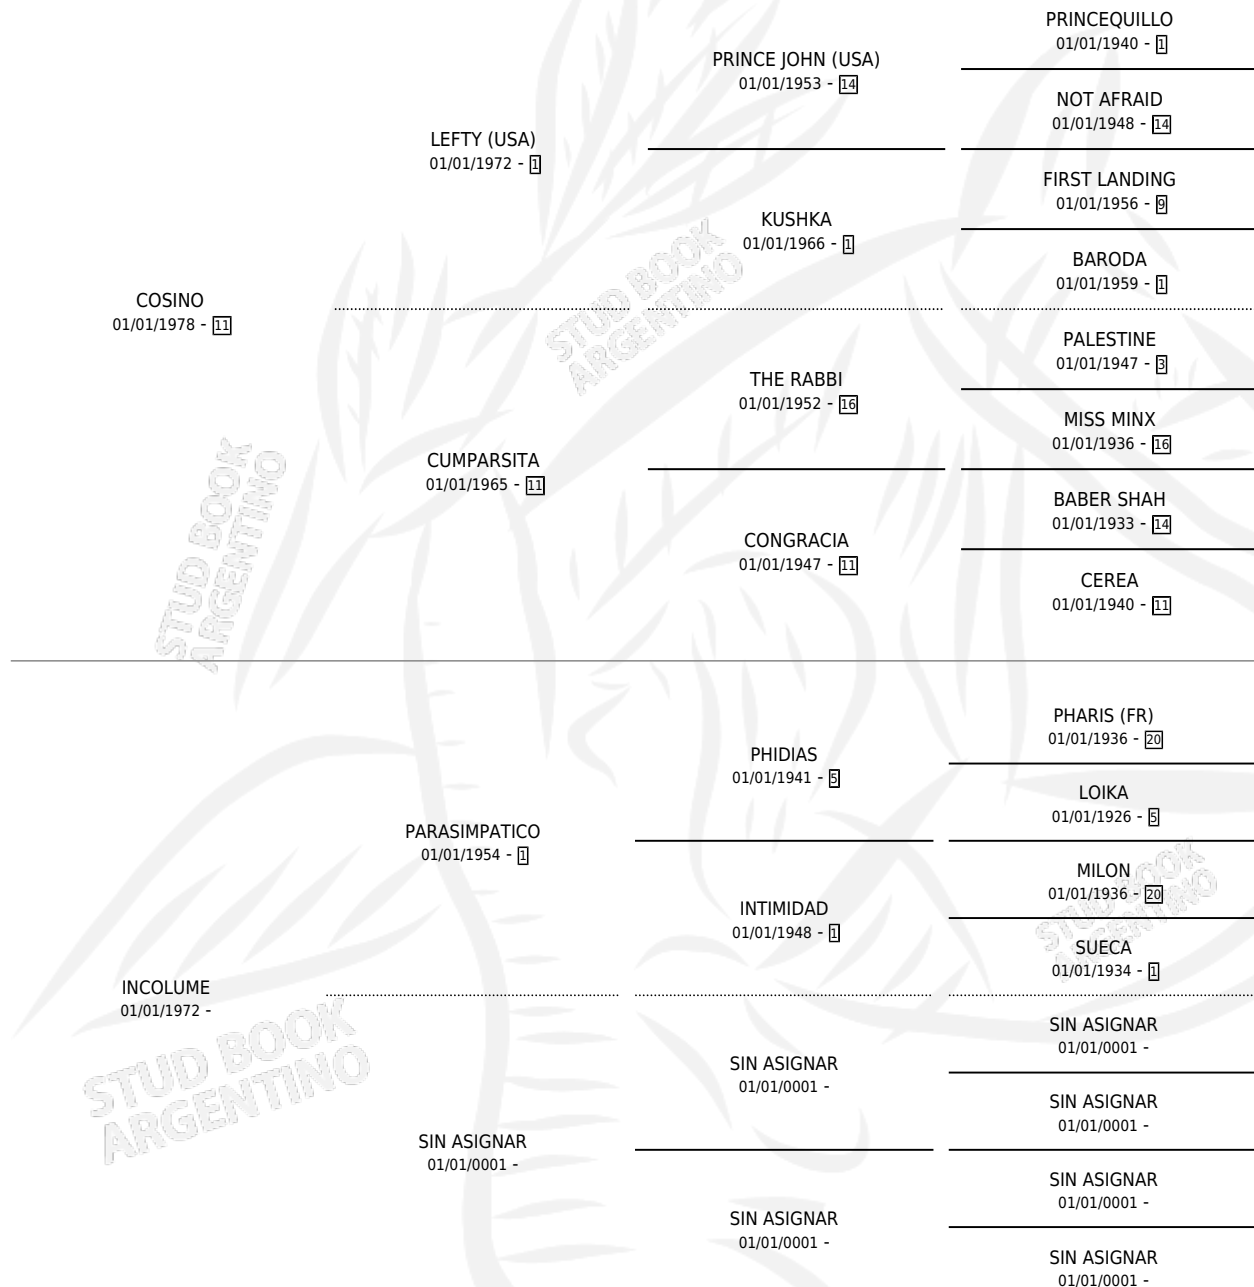 PRINCEQUILLO
01/01/1940 - 1
PRINCE JOHN (USA)
01/01/1953 - 14
NOT AFRAID
01/01/1948 - 14
LEFTY (USA)
01/01/1972 - 1
FIRST LANDING
01/01/1956 - 9
KUSHKA
01/01/1966 - 1
BARODA
01/01/1959 - 1
COSINO
01/01/1978 - 11
PALESTINE
01/01/1947 - 3
THE RABBI
01/01/1952 - 16
MISS MINX
01/01/1936 - 16
CUMPARSITA
01/01/1965 - 11
BABER SHAH
01/01/1933 - 14
CONGRACIA
01/01/1947 - 11
CEREA
01/01/1940 - 11
PHARIS (FR)
01/01/1936 - 20
PHIDIAS
01/01/1941 - 5
LOIKA
01/01/1926 - 5
PARASIMPATICO
01/01/1954 - 1
MILON
01/01/1936 - 20
INTIMIDAD
01/01/1948 - 1
SUECA
01/01/1934 - 1
INCOLUME
01/01/1972 -
SIN ASIGNAR
01/01/0001 -
SIN ASIGNAR
01/01/0001 -
SIN ASIGNAR
01/01/0001 -
SIN ASIGNAR
01/01/0001 -
SIN ASIGNAR
01/01/0001 -
SIN ASIGNAR
01/01/0001 -
SIN ASIGNAR
01/01/0001 -
STUD BOOK
ARGENTINO
STUD BOOK
ARGENTINO
STUD BOOK
ARGENTINO
STUD BOOK
ARGENTINO